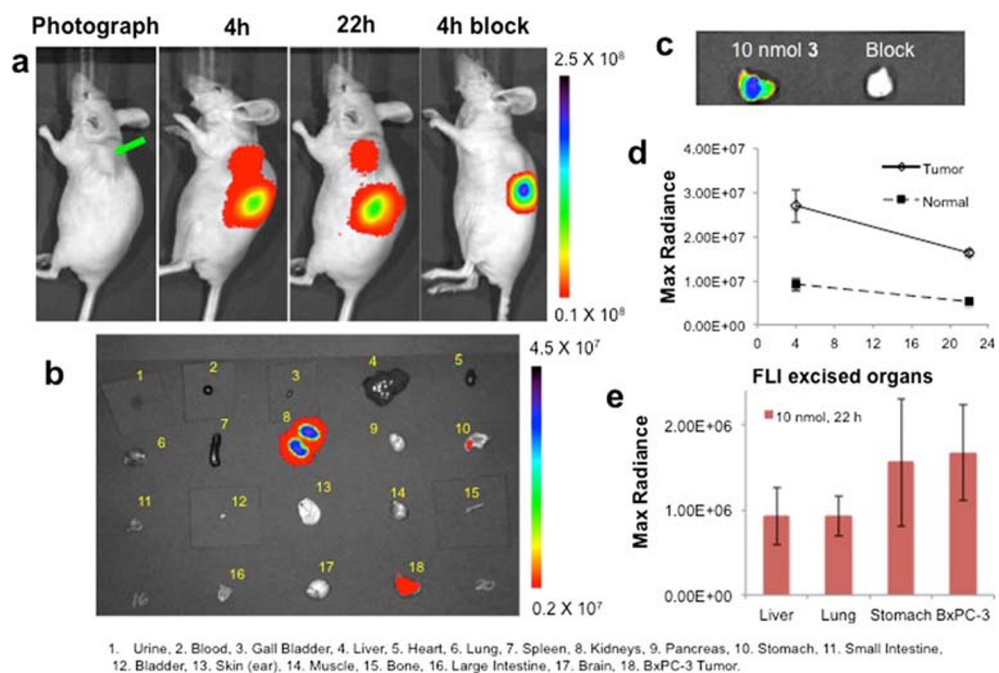 Photograph 4h 22h 4h block
a
2.5 X 10⁸
0.1 X 10⁸
b
1
2
3
4
5
6
7
8
9
10
11
12
13
14
15
16
17
18
16
20
4.5 X 10⁷
0.2 X 10⁷
c
10 nmol 3 Block
d
4.00E+07
3.00E+07
2.00E+07
1.00E+07
0.00E+00
Max Radiance
Tumor
Normal
0 4 8 12 16 20 24
FLI excised organs
e
10 nmol, 22 h
2.00E+06
1.00E+06
0.00E+00
Max Radiance
Liver Lung Stomach BxPC-3
1. Urine, 2. Blood, 3. Gall Bladder, 4. Liver, 5. Heart, 6. Lung, 7. Spleen, 8. Kidneys, 9. Pancreas, 10. Stomach, 11. Small Intestine,
12. Bladder, 13. Skin (ear), 14. Muscle, 15. Bone, 16. Large Intestine, 17. Brain, 18. BxPC-3 Tumor.